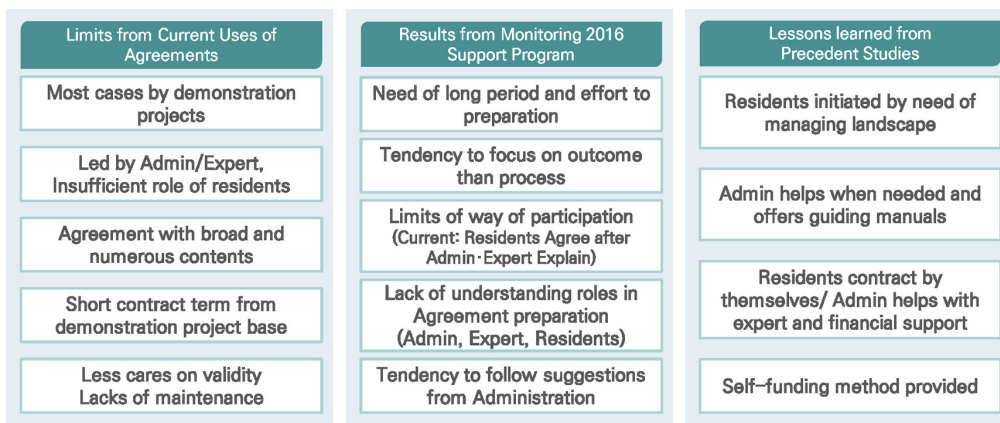 Limits from Current Uses of
Agreements
Most cases by demonstration
projects
Led by Admin/Expert,
Insufficient role of residents
Agreement with broad and
numerous contents
Short contract term from
demonstration project base
Less cares on validity
Lacks of maintenance
Results from Monitoring 2016
Support Program
Need of long period and effort to
preparation
Tendency to focus on outcome
than process
Limits of way of participation
(Current: Residents Agree after
Admin·Expert Explain)
Lack of understanding roles in
Agreement preparation
(Admin, Expert, Residents)
Tendency to follow suggestions
from Administration
Lessons learned from
Precedent Studies
Residents initiated by need of
managing landscape
Admin helps when needed and
offers guiding manuals
Residents contract by
themselves/ Admin helps with
expert and financial support
Self-funding method provided